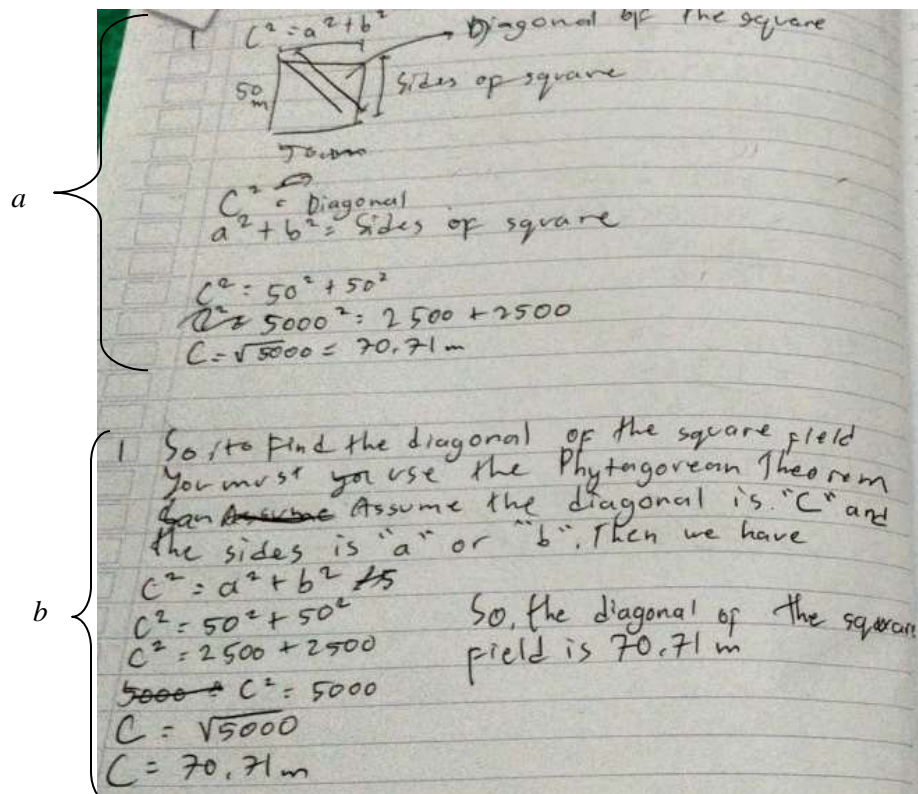 a
1 C² = a² + b² Diagonal of the square
50 m
Sides of square
C² = Diagonal
a² + b² = Sides of square
C² = 50² + 50²
5000² = 2500 + 2500
C = √5000 = 70,71 m
b
1 So, to find the diagonal of the square field
You must you use the Phytagorean Theorem
Assume Assume the diagonal is "C" and
the sides is "a" or "b". Then we have
C² = a² + b²
C² = 50² + 50²
C² = 2500 + 2500
5000 = C² = 5000
C = √5000
C = 70,71 m
So, the diagonal of the square
field is 70,71 m